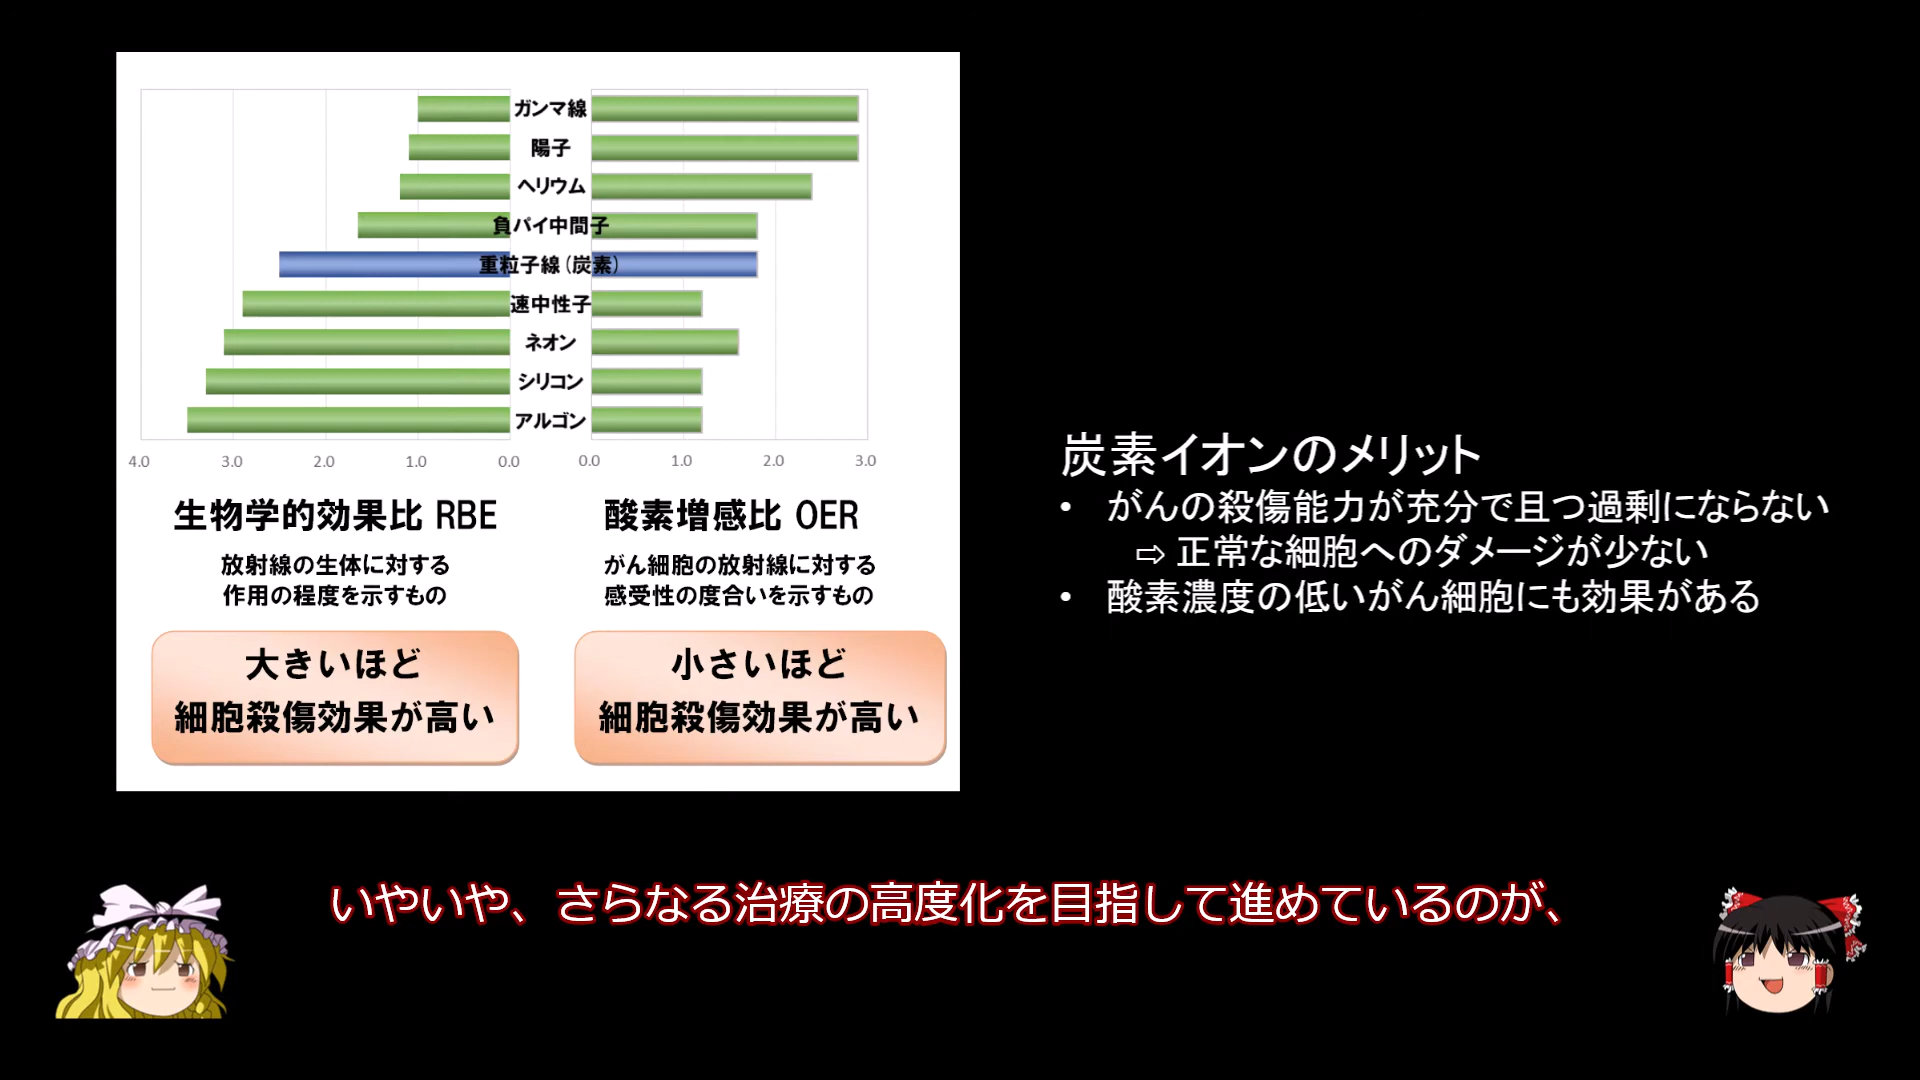 ガンマ線
陽子
ヘリウム
負パイ中間子
重粒子線(炭素)
速中性子
ネオン
シリコン
アルゴン
4.0 3.0 2.0 1.0 0.0 0.0 1.0 2.0 3.0
生物学的効果比 RBE
放射線の生体に対する
作用の程度を示すもの
大きいほど
細胞殺傷効果が高い
酸素増感比 OER
がん細胞の放射線に対する
感受性の度合いを示すもの
小さいほど
細胞殺傷効果が高い
炭素イオンのメリット
• がんの殺傷能力が充分で且つ過剰にならない
⇨ 正常な細胞へのダメージが少ない
• 酸素濃度の低いがん細胞にも効果がある
いやいや、さらなる治療の高度化を目指して進めているのが、